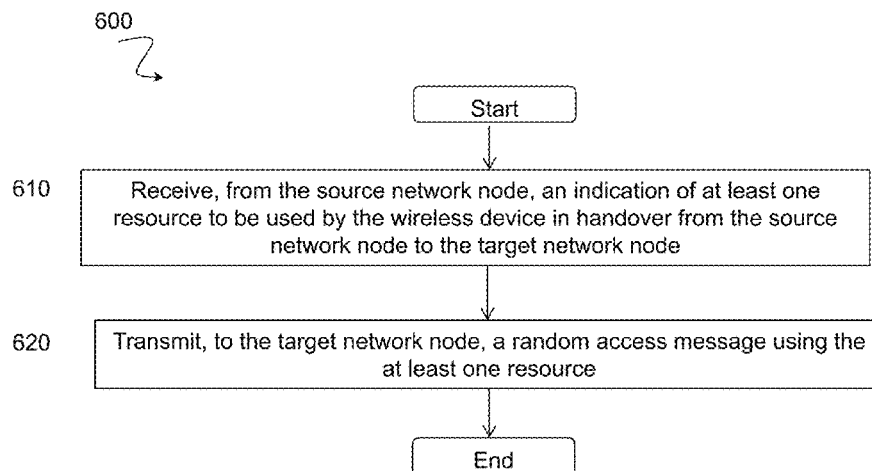 600
Start
610
Receive, from the source network node, an indication of at least one
resource to be used by the wireless device in handover from the source
network node to the target network node
620
Transmit, to the target network node, a random access message using the
at least one resource
End